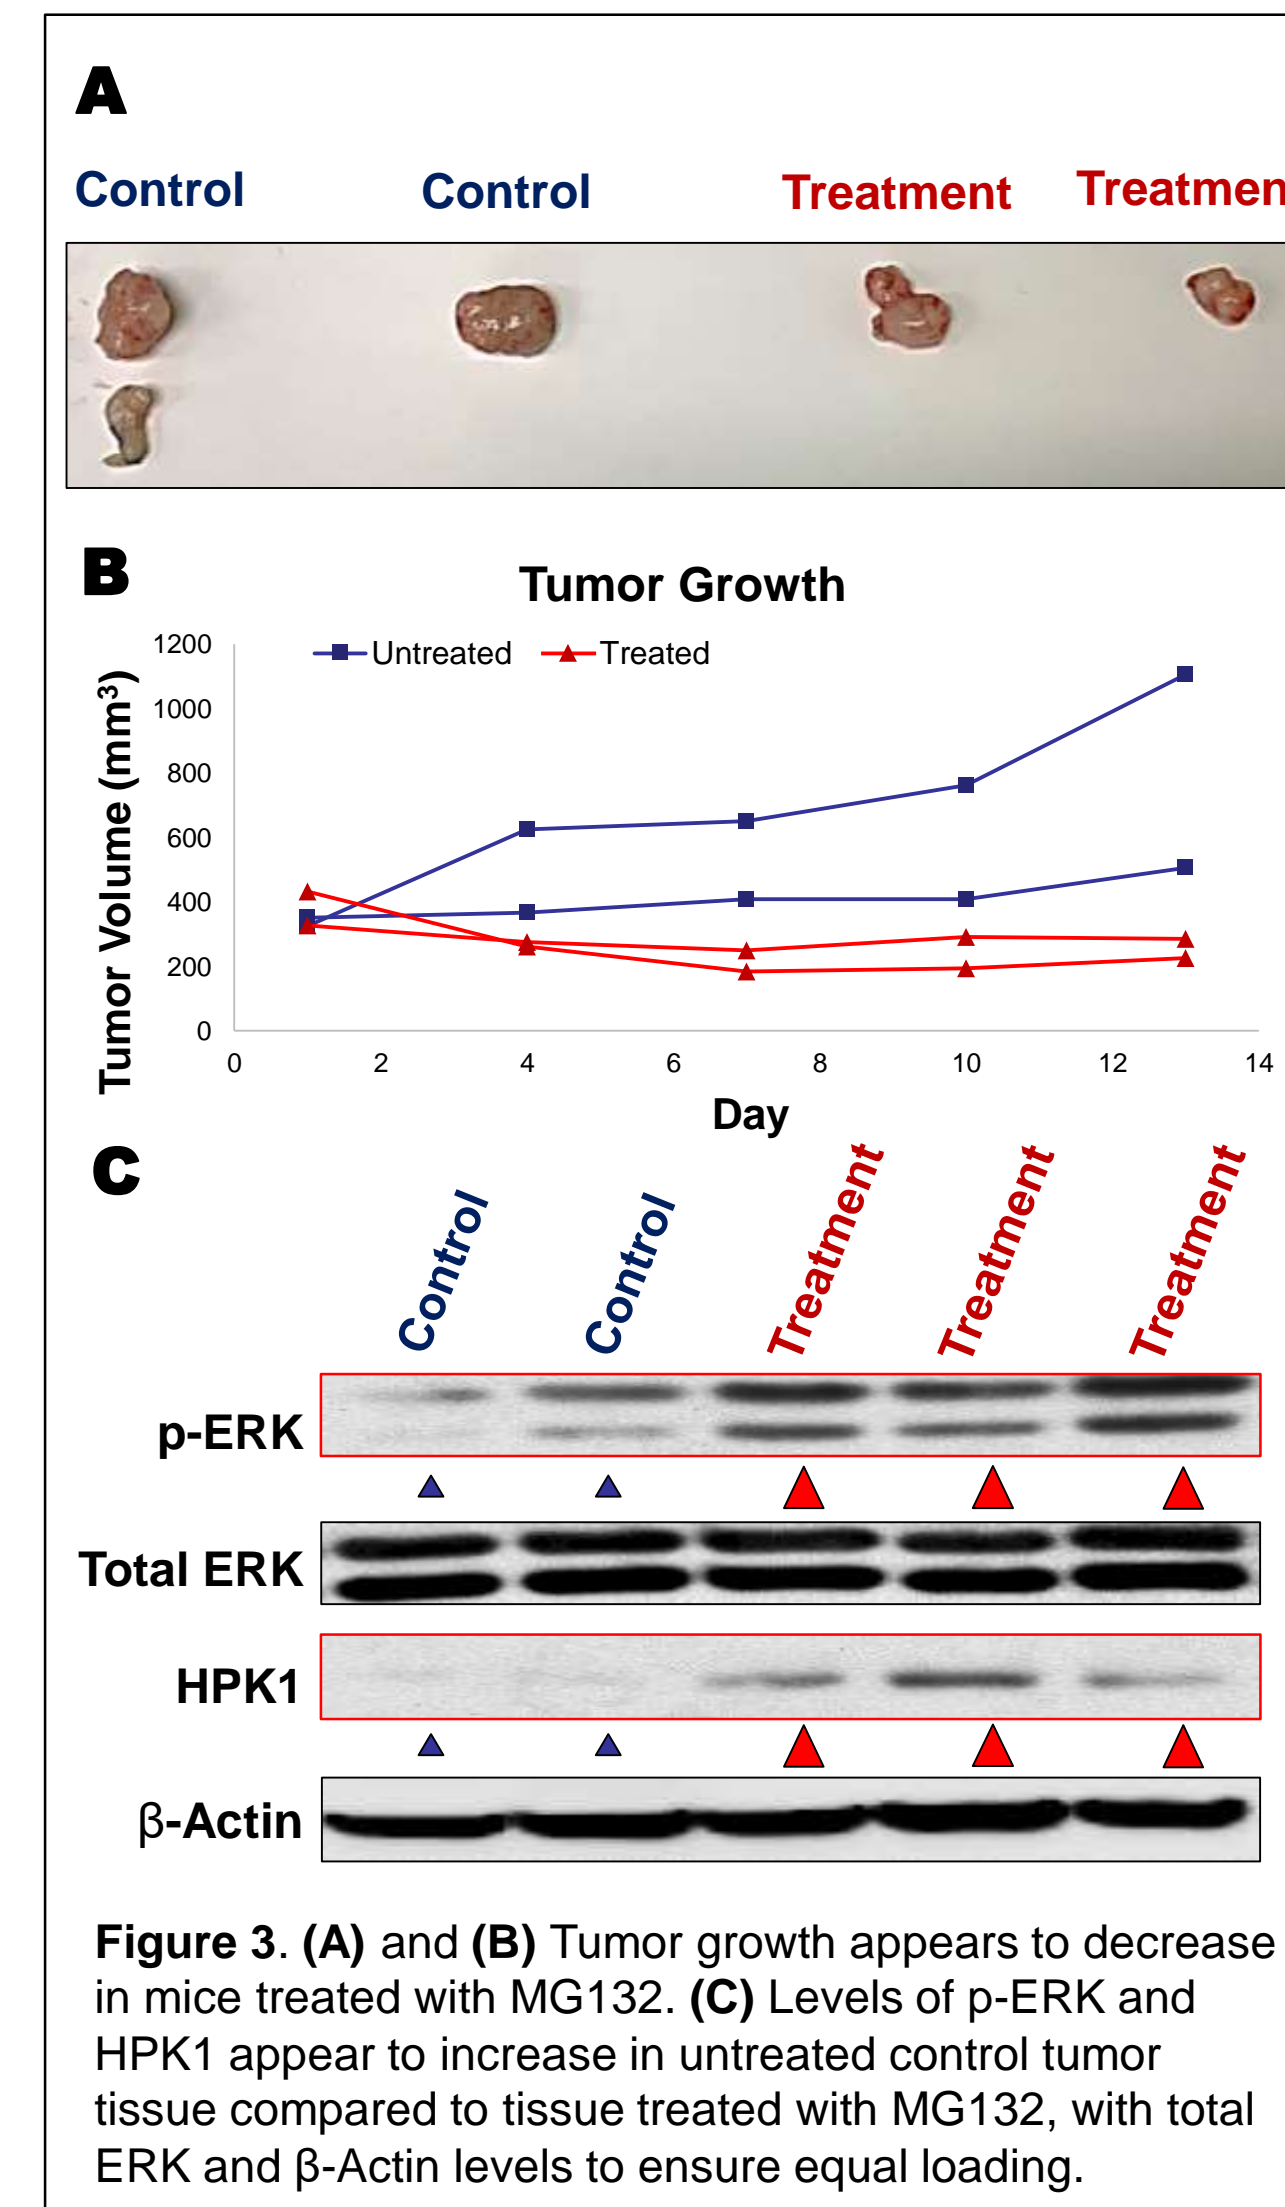 A
Control Control Treatment Treatmen
B
Tumor Growth
Untreated Treated
Tumor Volume (mm³)
1200
1000
800
600
400
200
0
0 2 4 6 8 10 12 14
Day
C
Control Control Treatment Treatment Treatment
p-ERK
Total ERK
HPK1
β-Actin
Figure 3. (A) and (B) Tumor growth appears to decrease
in mice treated with MG132. (C) Levels of p-ERK and
HPK1 appear to increase in untreated control tumor
tissue compared to tissue treated with MG132, with total
ERK and β-Actin levels to ensure equal loading.